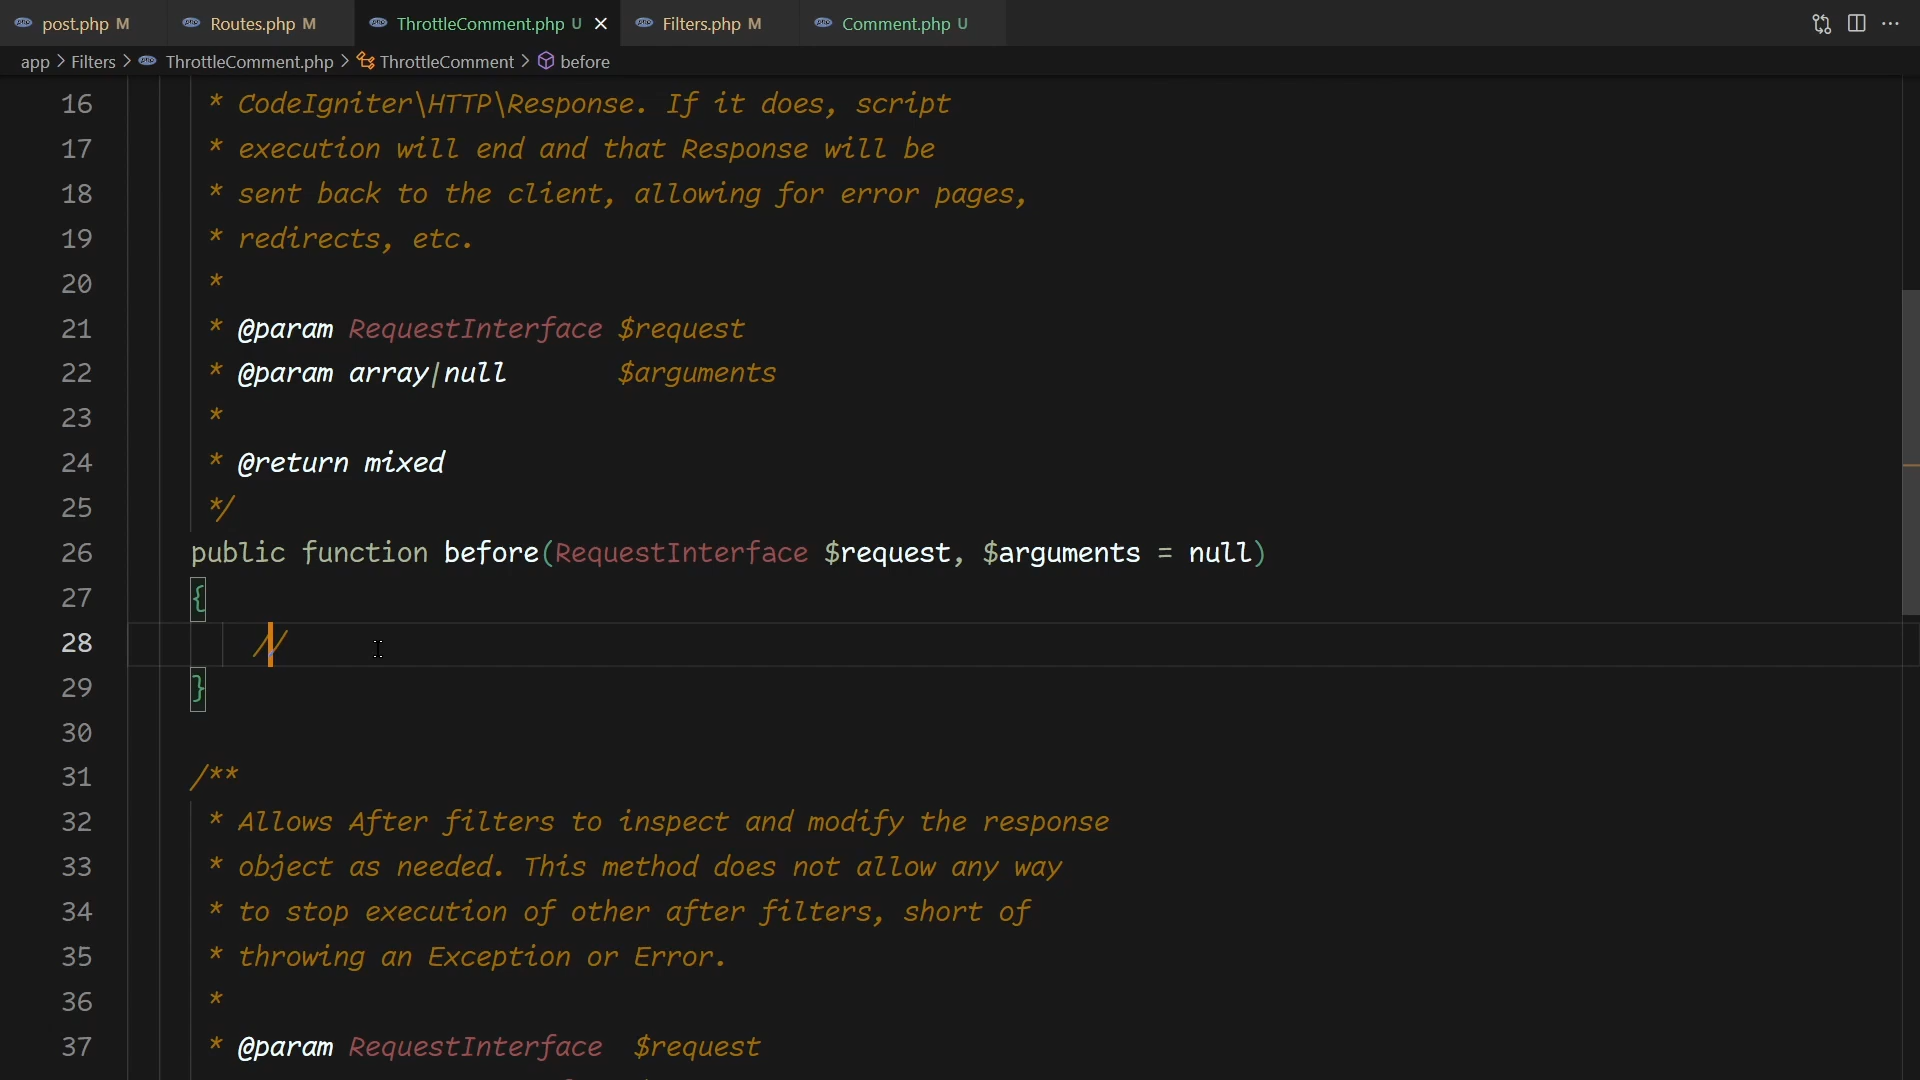 post.php M Routes.php M ThrottleComment.php U Filters.php M Comment.php U
app > Filters > ThrottleComment.php > ThrottleComment > before
16 * CodeIgniter\HTTP\Response. If it does, script
17 * execution will end and that Response will be
18 * sent back to the client, allowing for error pages,
19 * redirects, etc.
20 *
21 * @param RequestInterface $request
22 * @param array|null $arguments
23 *
24 * @return mixed
25 */
26 public function before(RequestInterface $request, $arguments = null)
27 {
28 //
29 }
30
31 /**
32 * Allows After filters to inspect and modify the response
33 * object as needed. This method does not allow any way
34 * to stop execution of other after filters, short of
35 * throwing an Exception or Error.
36 *
37 * @param RequestInterface $request